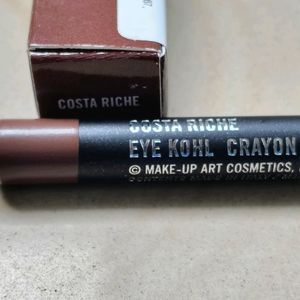 COSTA RICHE
COSTA RICHE
EYE KOHL CRAYON
© MAKE-UP ART COSMETICS,